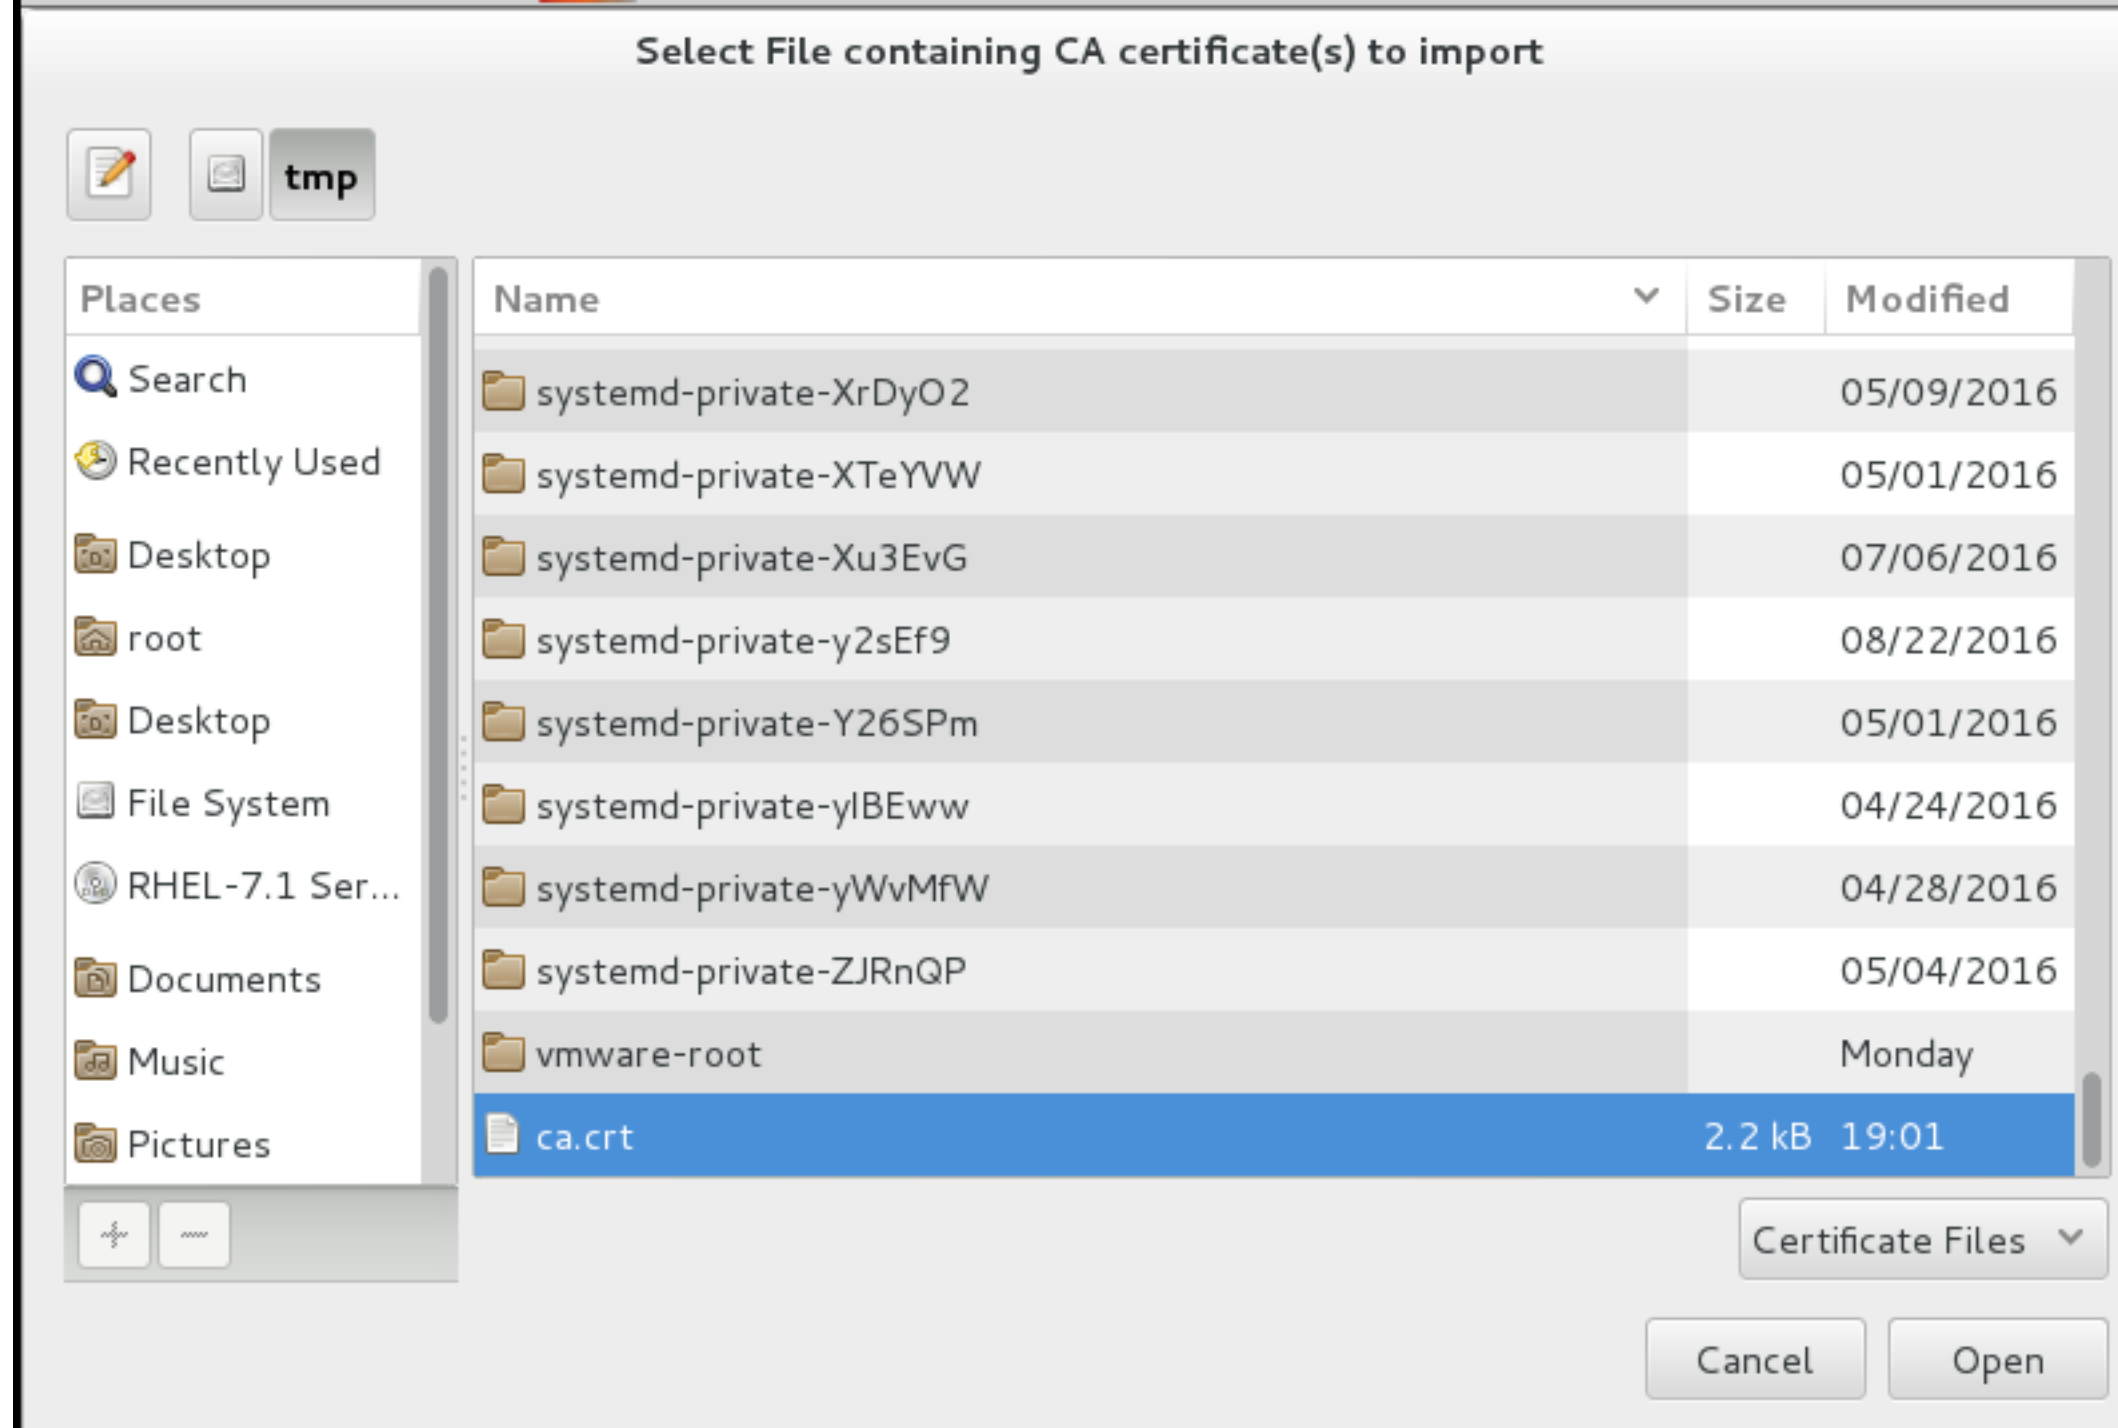 Select File containing CA certificate(s) to import
tmp
Places
Search
Recently Used
Desktop
root
Desktop
File System
RHEL-7.1 Ser...
Documents
Music
Pictures
Name Size Modified
systemd-private-XrDyO2 05/09/2016
systemd-private-XTeYVW 05/01/2016
systemd-private-Xu3EvG 07/06/2016
systemd-private-y2sEf9 08/22/2016
systemd-private-Y26SPm 05/01/2016
systemd-private-yIBEww 04/24/2016
systemd-private-yWvMfW 04/28/2016
systemd-private-ZJRnQP 05/04/2016
vmware-root Monday
ca.crt 2.2 kB 19:01
Certificate Files
Cancel Open